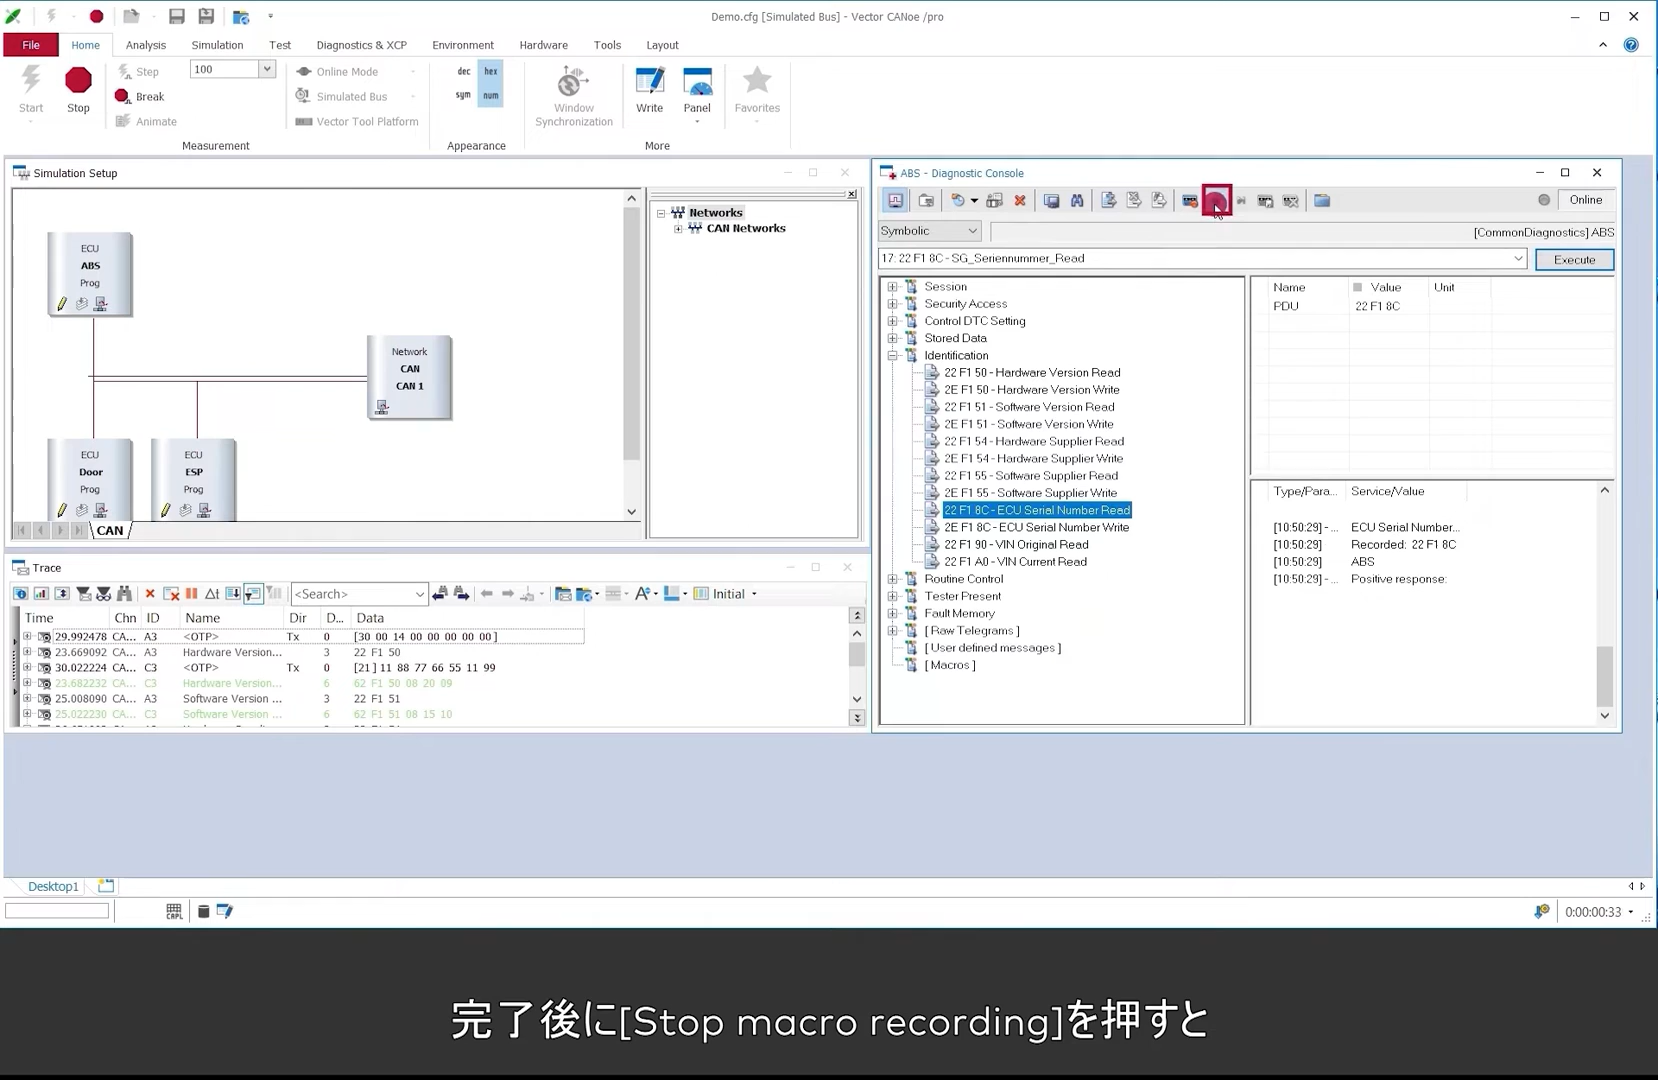 Demo.cfg [Simulated Bus] - Vector CANoe /pro
File Home Analysis Simulation Test Diagnostics & XCP Environment Hardware Tools Layout
Start
Stop
Step
Break
Animate
100
Online Mode
Simulated Bus
Vector Tool Platform
dec hex
sym num
Window
Synchronization
Write
Panel
Favorites
Measurement
Appearance
More
Simulation Setup
ECU
ABS
Prog
Network
CAN
CAN 1
ECU
Door
Prog
ECU
ESP
Prog
CAN
Networks
CAN Networks
Trace
<Search>
Initial
Time Chn ID Name Dir D... Data
29.992478 CA... A3 <OTP> Tx 0 [30 00 14 00 00 00 00 00]
23.669092 CA... A3 Hardware Version... 3 22 F1 50
30.022224 CA... C3 <OTP> Tx 0 [21] 11 88 77 66 55 11 99
23.682232 CA... C3 Hardware Version... 6 62 F1 50 08 20 09
25.008090 CA... A3 Software Version ... 3 22 F1 51
25.022230 CA... C3 Software Version ... 6 62 F1 51 08 15 10
ABS - Diagnostic Console
Online
Symbolic
[CommonDiagnostics] ABS
17: 22 F1 8C - SG_Seriennummer_Read
Execute
Session
Security Access
Control DTC Setting
Stored Data
Identification
22 F1 50 - Hardware Version Read
2E F1 50 - Hardware Version Write
22 F1 51 - Software Version Read
2E F1 51 - Software Version Write
22 F1 54 - Hardware Supplier Read
2E F1 54 - Hardware Supplier Write
22 F1 55 - Software Supplier Read
2E F1 55 - Software Supplier Write
22 F1 8C - ECU Serial Number Read
2E F1 8C - ECU Serial Number Write
22 F1 90 - VIN Original Read
22 F1 A0 - VIN Current Read
Routine Control
Tester Present
Fault Memory
[ Raw Telegrams ]
[ User defined messages ]
[ Macros ]
Name Value Unit
PDU 22 F1 8C
Type/Para... Service/Value
[10:50:29] - ... ECU Serial Number...
[10:50:29] Recorded: 22 F1 8C
[10:50:29] ABS
[10:50:29] - ... Positive response:
Desktop1
CAPL
0:00:00:33
完了後に[Stop macro recording]を押すと